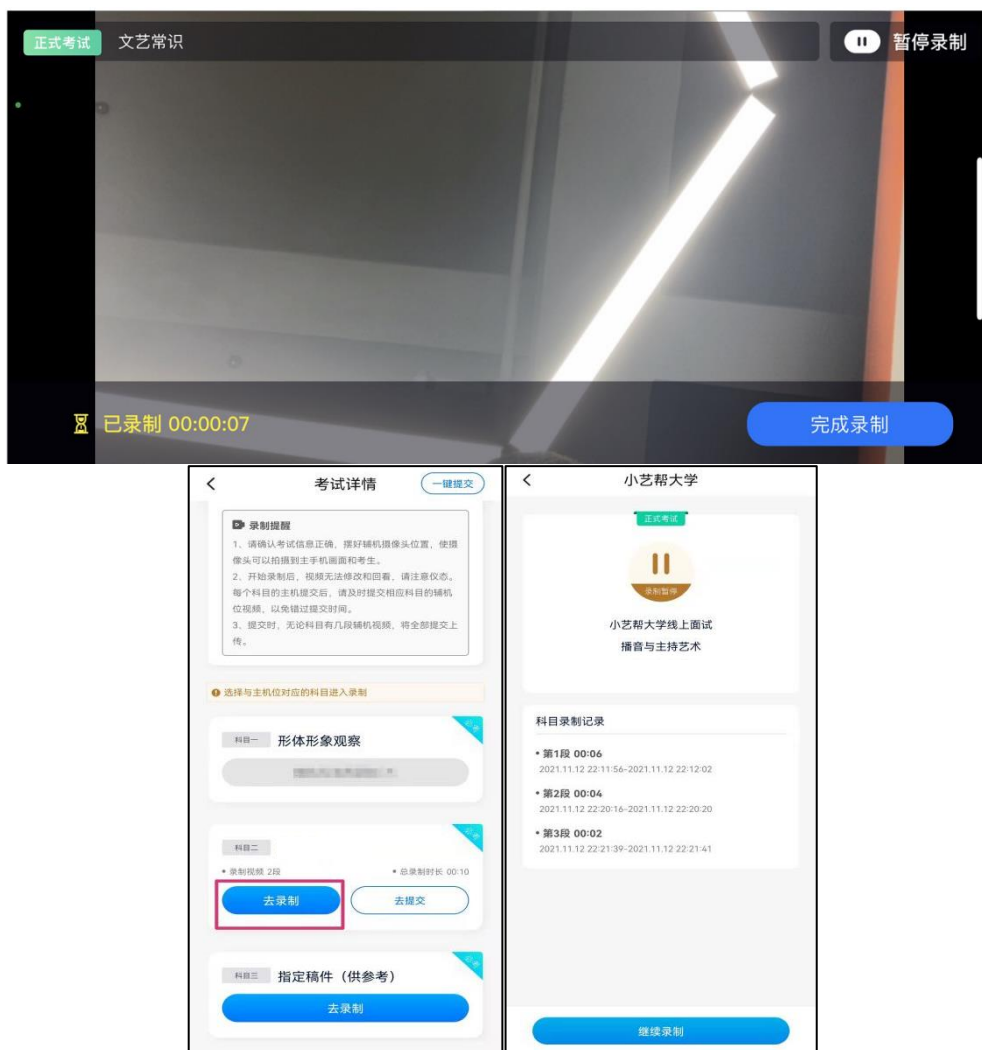 正式考试 文艺常识
暂停录制
已录制 00:00:07
完成录制
考试详情
一键提交
录制提醒
1、请确认考试信息正确，摆好辅机摄像头位置，使摄
像头可以拍摄到主手机画面和考生。
2、开始录制后，视频无法修改和回看，请注意仪态。
每个科目的主机提交后，请及时提交相应科目的辅机
位视频，以免错过提交时间。
3、提交时，无论科目有几段辅机视频，将全部提交上
传。
选择与主机位对应的科目进入录制
必考
科目一 形体形象观察
必考
科目二
• 录制视频 2段 • 总录制时长 00:10
去录制 去提交
必考
科目三 指定稿件（供参考）
去录制
小艺帮大学
正式考试
录制暂停
小艺帮大学线上面试
播音与主持艺术
科目录制记录
• 第1段 00:06
2021.11.12 22:11:56-2021.11.12 22:12:02
• 第2段 00:04
2021.11.12 22:20:16-2021.11.12 22:20:20
• 第3段 00:02
2021.11.12 22:21:39-2021.11.12 22:21:41
继续录制